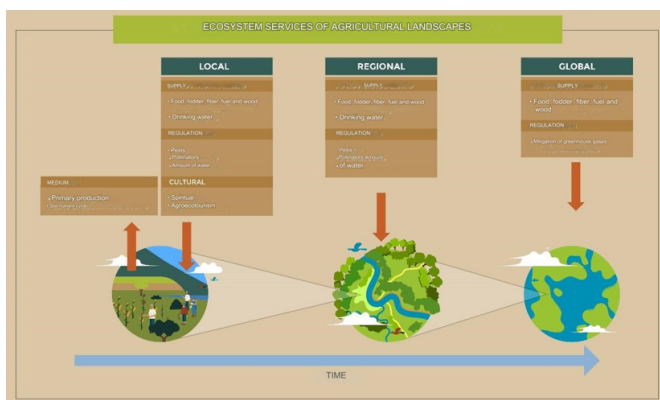 ECOSYSTEM SERVICES OF AGRICULTURAL LANDSCAPES
LOCAL
SUPPLY
• Food, fodder, fiber, fuel and wood
• Drinking water
REGULATION
• Pests
• Pollinators
• Amount of water
CULTURAL
• Spiritual
• Agroecotourism
MEDIUM
• Primary production
REGIONAL
SUPPLY
• Food, fodder, fiber, fuel and wood
• Drinking water
REGULATION
• Pests •
• Pollinators Amount
• of water
GLOBAL
SUPPLY
• Food, fodder, fiber, fuel and
wood
REGULATION
• Mitigation of greenhouse gases
TIME